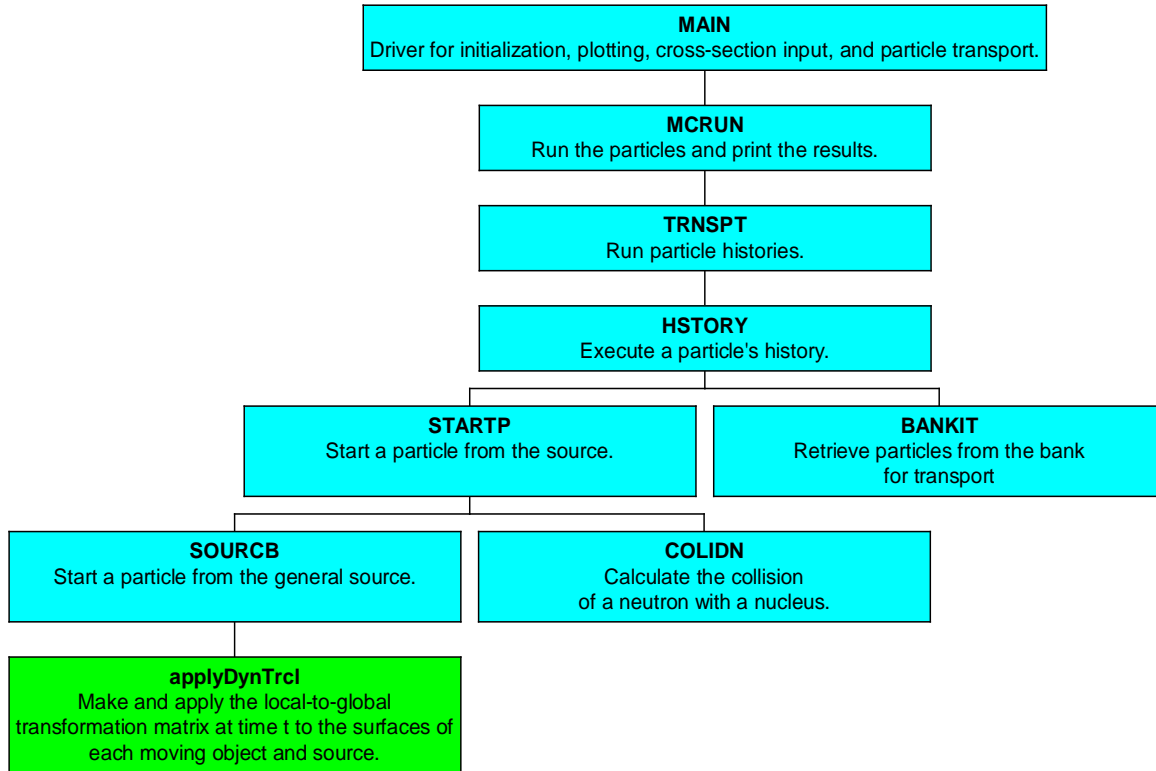 MAIN
Driver for initialization, plotting, cross-section input, and particle transport.
MCRUN
Run the particles and print the results.
TRNSPT
Run particle histories.
HSTORY
Execute a particle's history.
STARTP
Start a particle from the source.
BANKIT
Retrieve particles from the bank
for transport
SOURCB
Start a particle from the general source.
COLIDN
Calculate the collision
of a neutron with a nucleus.
applyDynTrcl
Make and apply the local-to-global
transformation matrix at time t to the surfaces of
each moving object and source.